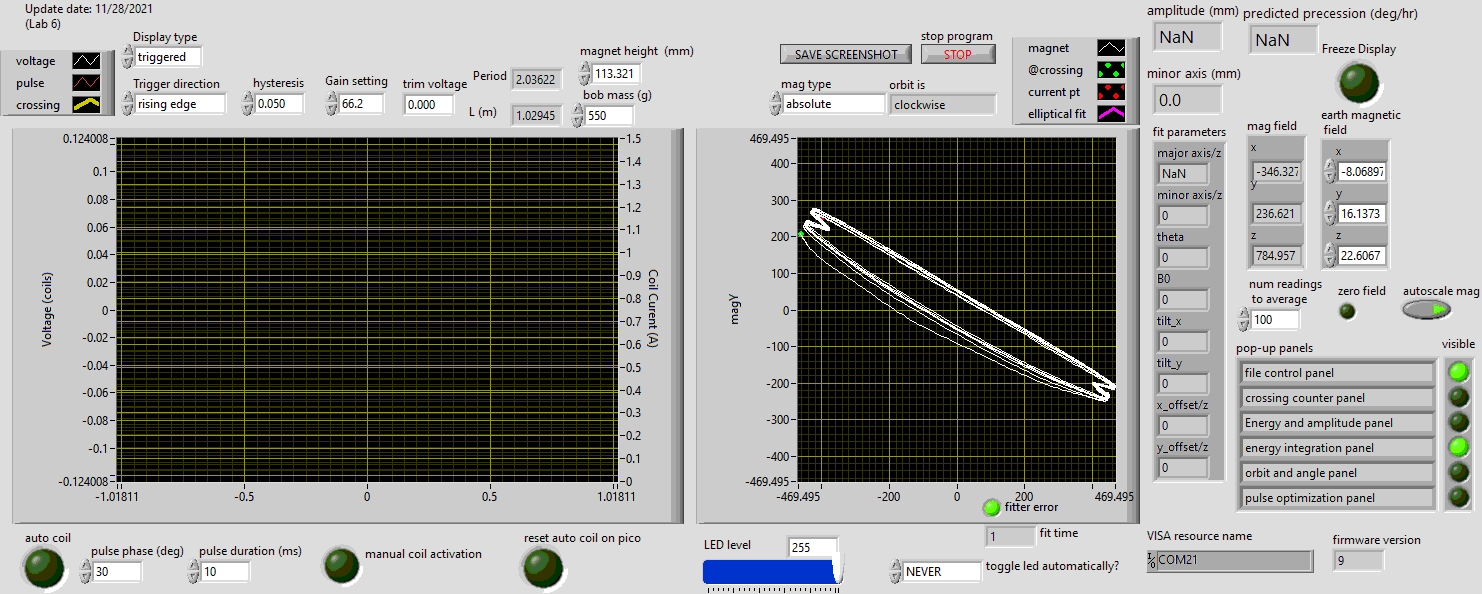 Update date: 11/28/2021
(Lab 6)
voltage
pulse
crossing
Display type
triggered
Trigger direction
rising edge
hysteresis
0.050
Gain setting
66.2
trim voltage
0.000
Period
2.03622
L (m)
1.02945
magnet height (mm)
113.321
bob mass (g)
550
SAVE SCREENSHOT
stop program
STOP
mag type
absolute
orbit is
clockwise
magnet
@crossing
current pt
elliptical fit
amplitude (mm)
NaN
predicted precession (deg/hr)
NaN
minor axis (mm)
0.0
Freeze Display
Voltage (coils)
0.124008
0.1
0.08
0.06
0.04
0.02
0
-0.02
-0.04
-0.06
-0.08
-0.1
-0.124008
-1.01811
-0.5
0
0.5
1.01811
1.5
1.4
1.3
1.2
1.1
1
0.9
0.8
0.7
0.6
0.5
0.4
0.3
0.2
0.1
0
Coil Curent (A)
magy
469.495
400
300
200
100
0
-100
-200
-300
-400
-469.495
-469.495
-200
0
200
469.495
fitter error
fit parameters
major axis/z
NaN
minor axis/z
0
theta
0
B0
0
tilt_x
0
tilt_y
0
x_offset/z
0
y_offset/z
0
mag field
x
-346.327
y
236.621
z
784.957
earth magnetic
field
x
-8.06897
y
16.1373
z
22.6067
num readings
to average
100
zero field
autoscale mag
pop-up panels
visible
file control panel
crossing counter panel
Energy and amplitude panel
energy integration panel
orbit and angle panel
pulse optimization panel
auto coil
pulse phase (deg)
30
pulse duration (ms)
10
manual coil activation
reset auto coil on pico
LED level
255
1
fit time
NEVER
toggle led automatically?
VISA resource name
I/O COM21
firmware version
9